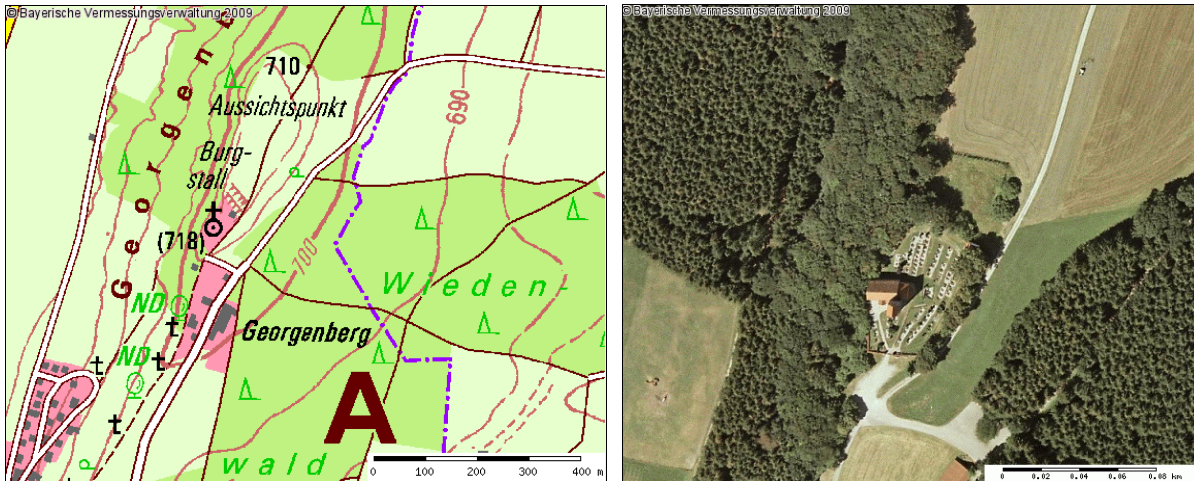 © Bayerische Vermessungsverwaltung 2009
710
Aussichtspunkt
Burg-
stall
Georgen
P
690
(718)
700
Wieden-
ND
Georgenberg
ND
P
A
wald
0 100 200 300 400 m
© Bayerische Vermessungsverwaltung 2009
0 0.02 0.04 0.06 0.08 km